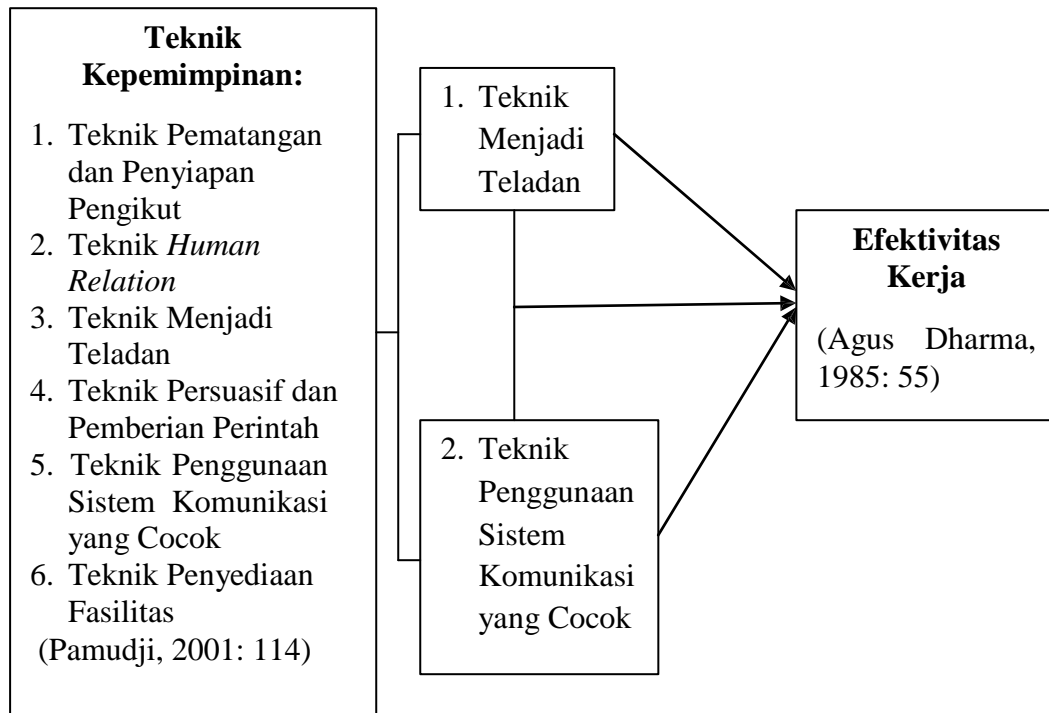 Teknik
Kepemimpinan:
1. Teknik Pematangan
dan Penyiapan
Pengikut
2. Teknik Human
Relation
3. Teknik Menjadi
Teladan
4. Teknik Persuasif dan
Pemberian Perintah
5. Teknik Penggunaan
Sistem Komunikasi
yang Cocok
6. Teknik Penyediaan
Fasilitas
(Pamudji, 2001: 114)
1. Teknik
Menjadi
Teladan
2. Teknik
Penggunaan
Sistem
Komunikasi
yang Cocok
Efektivitas
Kerja
(Agus Dharma,
1985: 55)